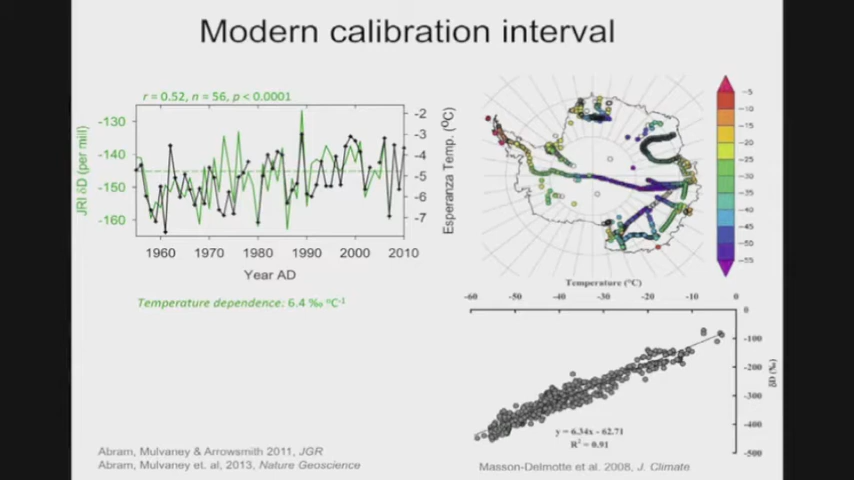 Modern calibration interval
r = 0.52, n = 56, p < 0.0001
JRI δD (per mill)
-130
-140
-150
-160
-2
-3
-4
-5
-6
-7
Esperanza Temp. (ºC)
1960 1970 1980 1990 2000 2010
Year AD
Temperature dependence: 6.4 ‰ ºC⁻¹
-5
-10
-15
-20
-25
-30
-35
-40
-45
-50
-55
Temperature (°C)
-60 -50 -40 -30 -20 -10 0
0
-100
-200
-300
-400
-500
δD (‰)
y = 6.34x - 62.71
R² = 0.91
Abram, Mulvaney & Arrowsmith 2011, JGR
Abram, Mulvaney et. al, 2013, Nature Geoscience
Masson-Delmotte et al. 2008, J. Climate